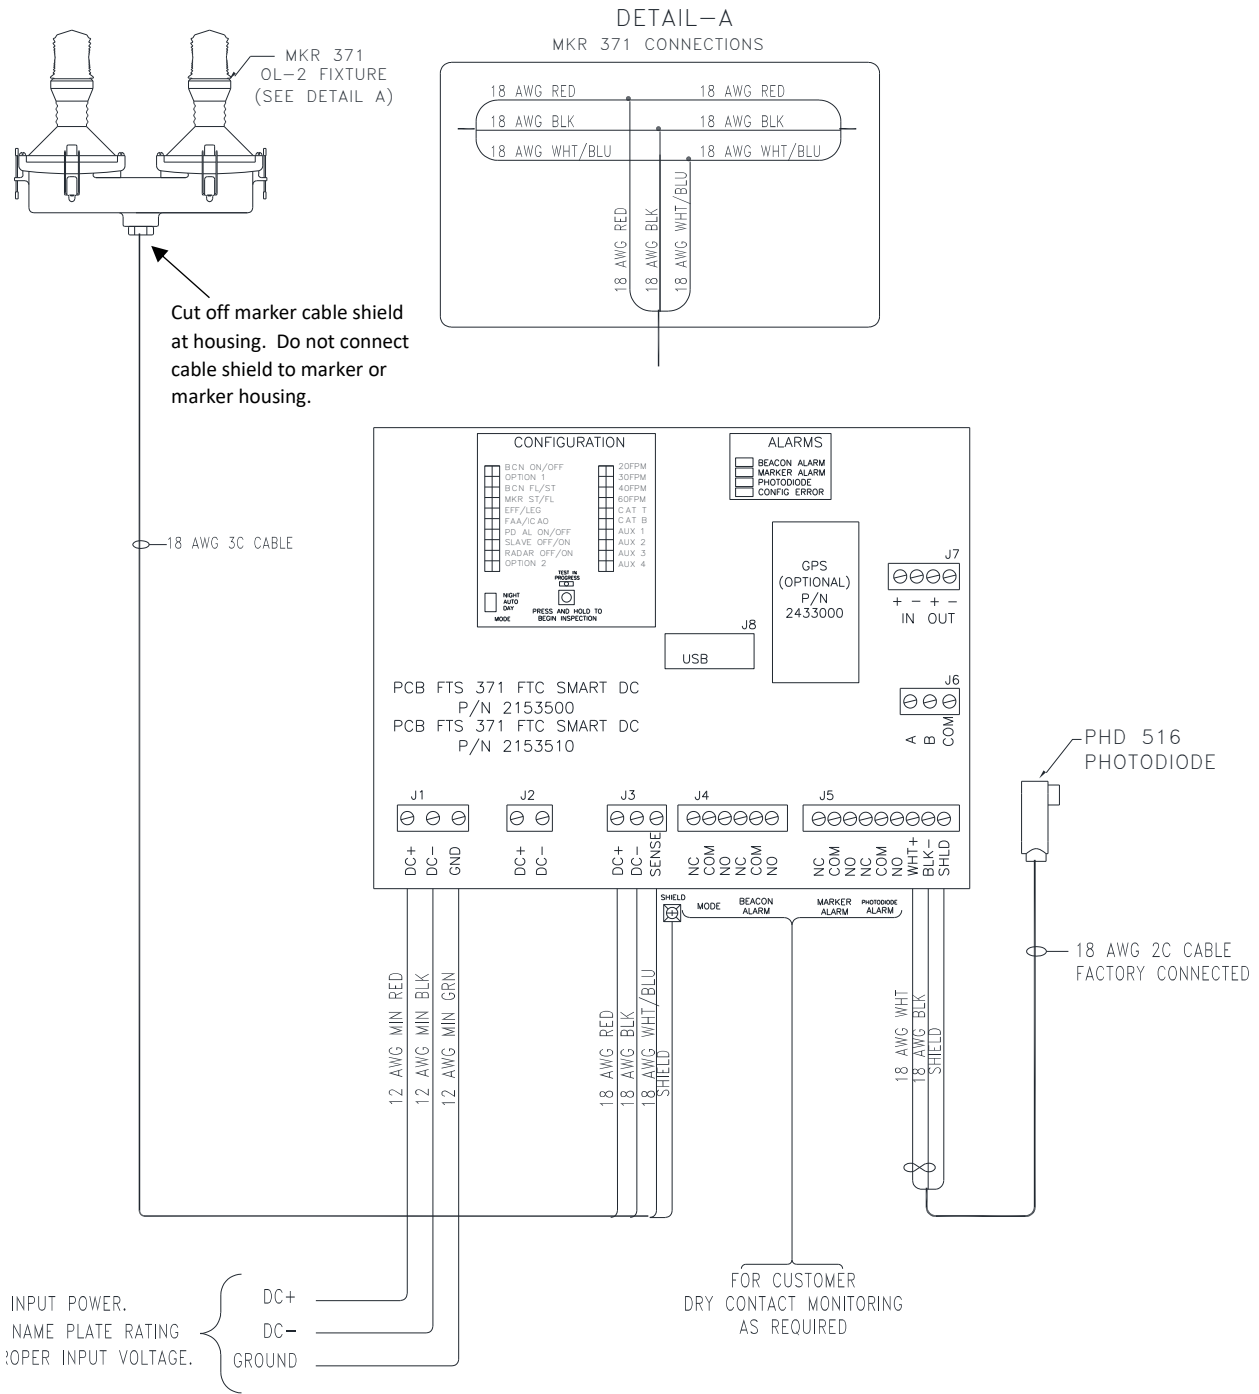 DETAIL-A
MKR 371 CONNECTIONS
MKR 371
OL-2 FIXTURE
(SEE DETAIL A)
18 AWG RED
18 AWG RED
18 AWG BLK
18 AWG BLK
18 AWG WHT/BLU
18 AWG WHT/BLU
18 AWG RED
18 AWG BLK
18 AWG WHT/BLU
Cut off marker cable shield
at housing. Do not connect
cable shield to marker or
marker housing.
18 AWG 3C CABLE
CONFIGURATION
BCN ON/OFF
OPTION 1
BCN FL/ST
MKR ST/FL
EFF/LEG
FAA/ICAO
PD AL ON/OFF
SLAVE OFF/ON
RADAR OFF/ON
OPTION 2
20FPM
30FPM
40FPM
60FPM
CAT T
CAT B
AUX 1
AUX 2
AUX 3
AUX 4
TEST IN
PROGRESS
NIGHT
AUTO
DAY
MODE
PRESS AND HOLD TO
BEGIN INSPECTION
ALARMS
BEACON ALARM
MARKER ALARM
PHOTODIODE
CONFIG ERROR
GPS
(OPTIONAL)
P/N
2433000
J7
+ - + -
IN OUT
J8
USB
J6
A
B
COM
PCB FTS 371 FTC SMART DC
P/N 2153500
PCB FTS 371 FTC SMART DC
P/N 2153510
PHD 516
PHOTODIODE
J1
DC+
DC-
GND
J2
DC+
DC-
J3
DC+
DC-
SENSE
J4
NC
COM
NO
NC
COM
NO
J5
NC
COM
NO
NC
COM
NO
WHT+
BLK-
SHLD
SHIELD
MODE
BEACON
ALARM
MARKER
ALARM
PHOTODIODE
ALARM
18 AWG 2C CABLE
FACTORY CONNECTED
12 AWG MIN RED
12 AWG MIN BLK
12 AWG MIN GRN
18 AWG RED
18 AWG BLK
18 AWG WHT/BLU
SHIELD
18 AWG WHT
18 AWG BLK
SHIELD
FOR CUSTOMER
DRY CONTACT MONITORING
AS REQUIRED
INPUT POWER.
NAME PLATE RATING
ROPER INPUT VOLTAGE.
DC+
DC-
GROUND